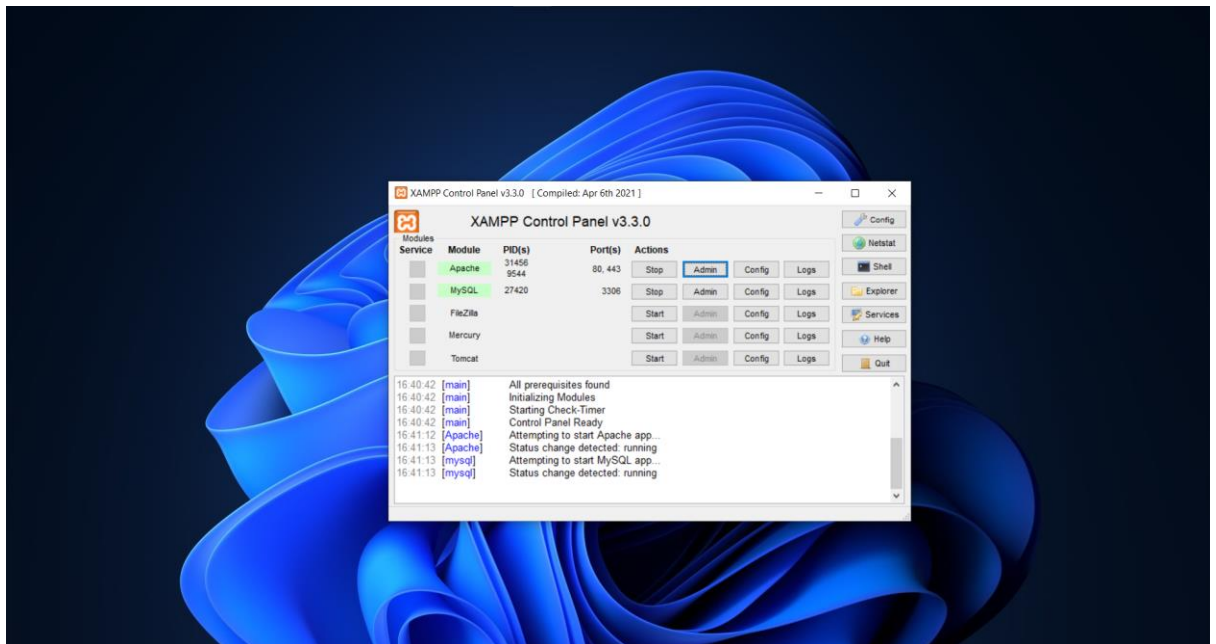 XAMPP Control Panel v3.3.0 [ Compiled: Apr 6th 2021 ]
XAMPP Control Panel v3.3.0
Config
Modules
Service Module PID(s) Port(s) Actions
Netstat
Apache 31456 9544 80, 443 Stop Admin Config Logs
Shell
MySQL 27420 3306 Stop Admin Config Logs
Explorer
FileZilla Start Admin Config Logs
Services
Mercury Start Admin Config Logs
Help
Tomcat Start Admin Config Logs
Quit
16:40:42 [main] All prerequisites found
16:40:42 [main] Initializing Modules
16:40:42 [main] Starting Check-Timer
16:40:42 [main] Control Panel Ready
16:41:12 [Apache] Attempting to start Apache app...
16:41:13 [Apache] Status change detected: running
16:41:13 [mysql] Attempting to start MySQL app...
16:41:13 [mysql] Status change detected: running